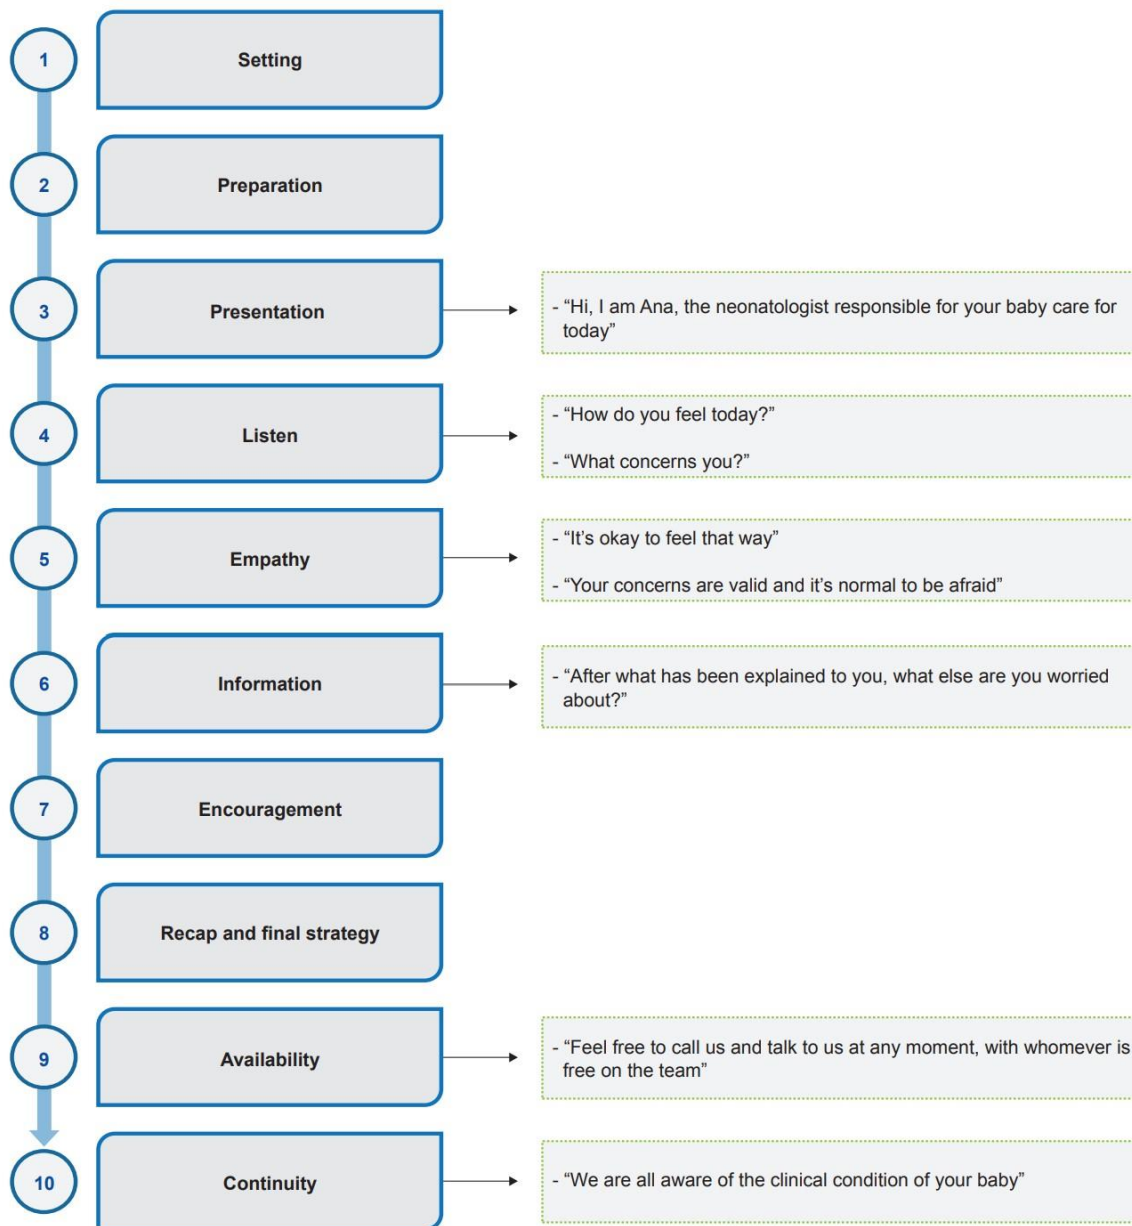 1
Setting
2
Preparation
3
Presentation
- “Hi, I am Ana, the neonatologist responsible for your baby care for
today”
4
Listen
- “How do you feel today?”
- “What concerns you?”
5
Empathy
- “It’s okay to feel that way”
- “Your concerns are valid and it’s normal to be afraid”
6
Information
- “After what has been explained to you, what else are you worried
about?”
7
Encouragement
8
Recap and final strategy
9
Availability
- “Feel free to call us and talk to us at any moment, with whomever is
free on the team”
10
Continuity
- “We are all aware of the clinical condition of your baby”